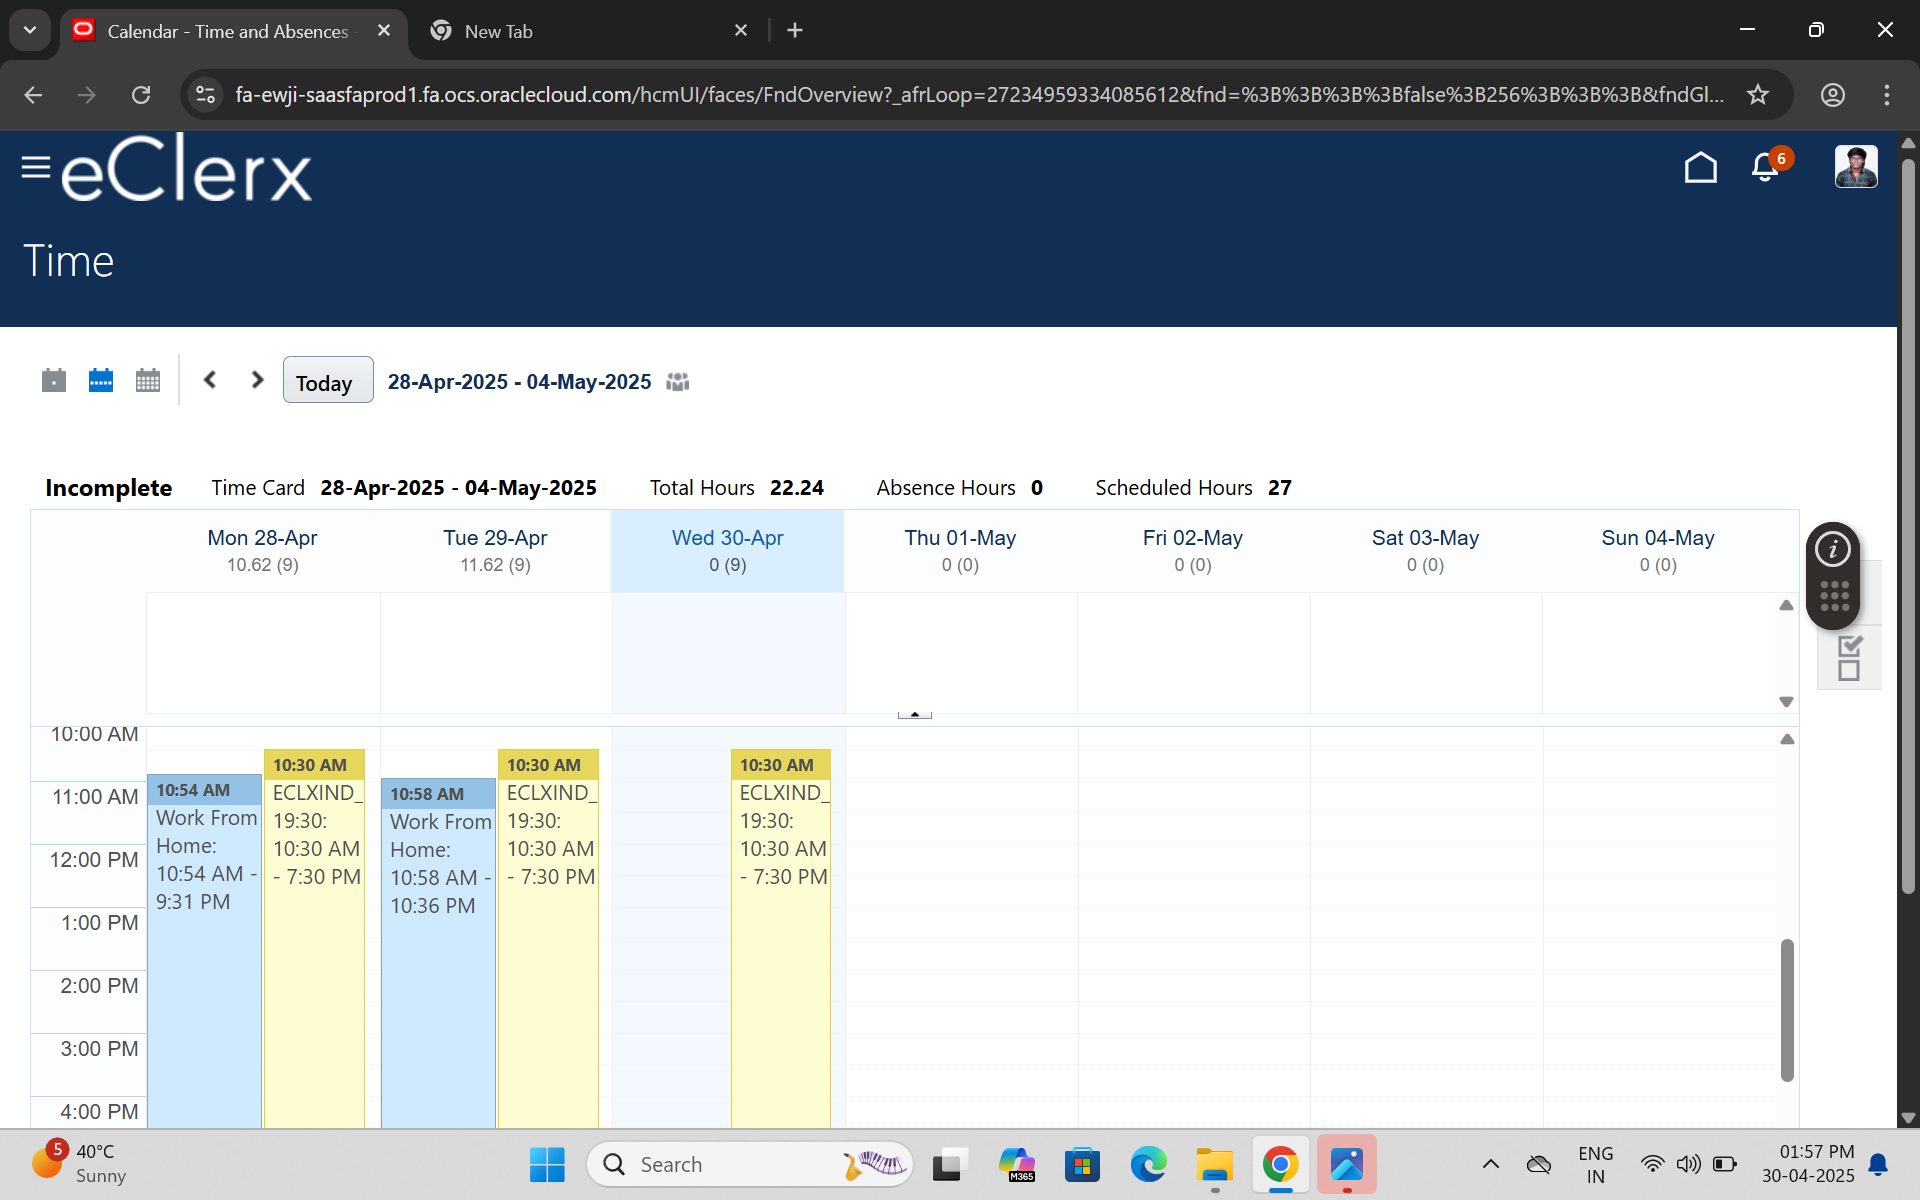 Calendar - Time and Absences -
New Tab
fa-ewji-saasfaprod1.fa.ocs.oraclecloud.com/hcmUI/faces/FndOverview?_afrLoop=27234959334085612&fnd=%3B%3B%3B%3Bfalse%3B256%3B%3B%3B&fndGl...
eClerx
6
Time
Today
28-Apr-2025 - 04-May-2025
Incomplete Time Card 28-Apr-2025 - 04-May-2025 Total Hours 22.24 Absence Hours 0 Scheduled Hours 27
Mon 28-Apr Tue 29-Apr Wed 30-Apr Thu 01-May Fri 02-May Sat 03-May Sun 04-May
10.62 (9) 11.62 (9) 0 (9) 0 (0) 0 (0) 0 (0) 0 (0)
10:00 AM
11:00 AM
12:00 PM
1:00 PM
2:00 PM
3:00 PM
4:00 PM
10:54 AM
Work From
Home:
10:54 AM -
9:31 PM
10:30 AM
ECLXIND_
19:30:
10:30 AM
- 7:30 PM
10:58 AM
Work From
Home:
10:58 AM -
10:36 PM
10:30 AM
ECLXIND_
19:30:
10:30 AM
- 7:30 PM
10:30 AM
ECLXIND_
19:30:
10:30 AM
- 7:30 PM
i
5
40°C
Sunny
Search
M365
ENG
IN
01:57 PM
30-04-2025